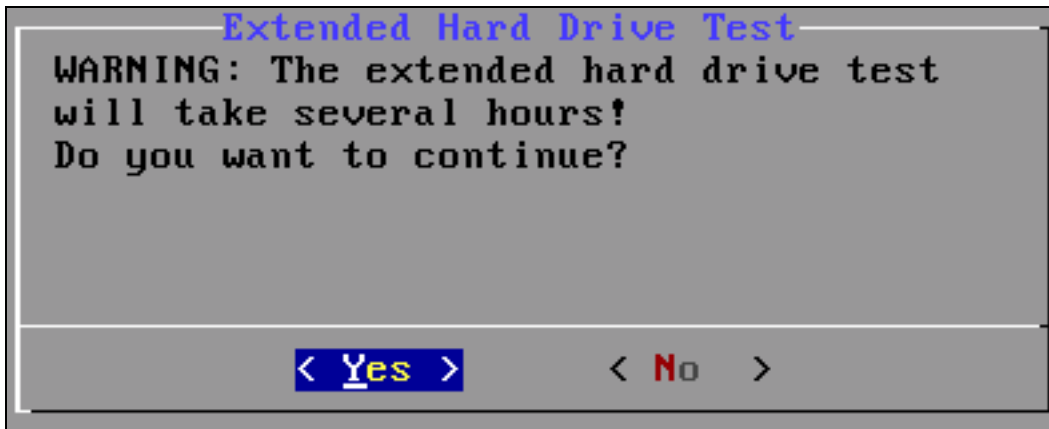 Extended Hard Drive Test
WARNING: The extended hard drive test
will take several hours!
Do you want to continue?
< Yes > < No >